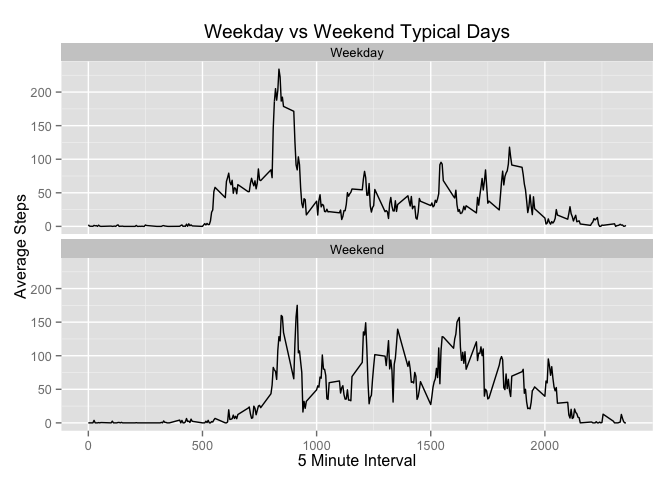 Weekday vs Weekend Typical Days
Weekday
200
150
100
50
0
Average Steps
Weekend
200
150
100
50
0
0 500 1000 1500 2000
5 Minute Interval